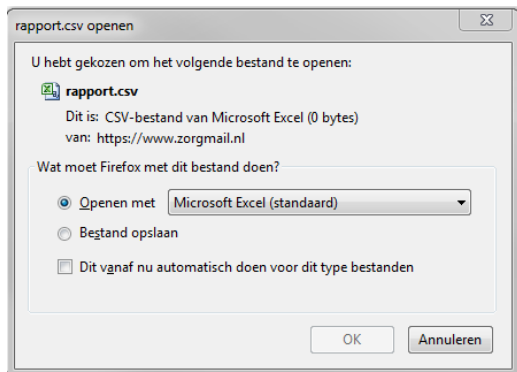 rapport.csv openen
U hebt gekozen om het volgende bestand te openen:
rapport.csv
Dit is: CSV-bestand van Microsoft Excel (0 bytes)
van: https://www.zorgmail.nl
Wat moet Firefox met dit bestand doen?
Openen met Microsoft Excel (standaard)
Bestand opslaan
Dit vanaf nu automatisch doen voor dit type bestanden
OK Annuleren